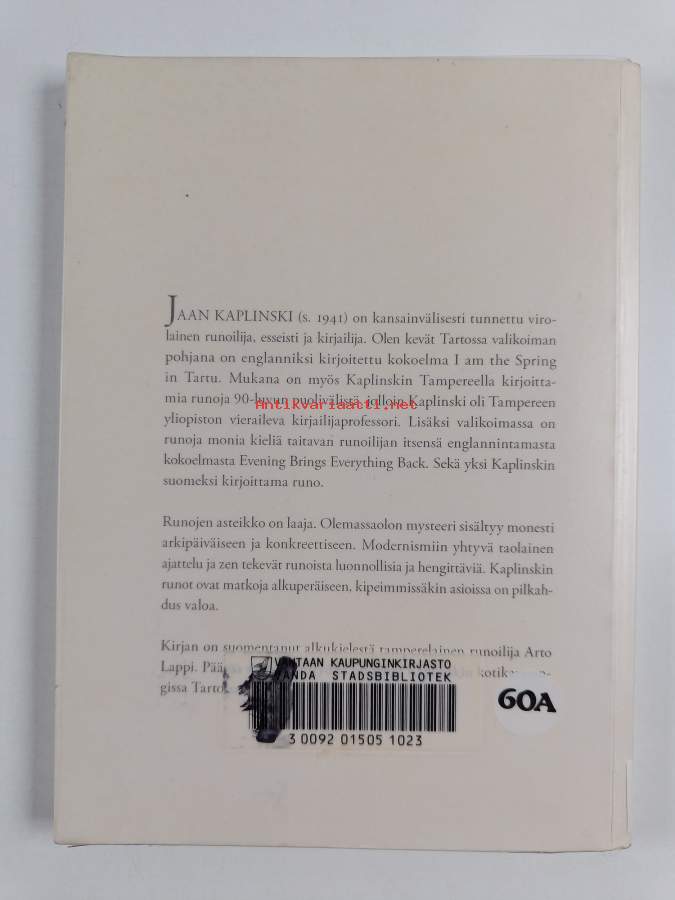 JAAN KAPLINSKI (s. 1941) on kansainvälisesti tunnettu viro-
lainen runoilija, esseisti ja kirjailija. Olen kevät Tartossa valikoiman
pohjana on englanniksi kirjoitettu kokoelma I am the Spring
in Tartu. Mukana on myös Kaplinskin Tampereella kirjoitta-
mia runoja 90-luvun puolivälistä, jolloin Kaplinski oli Tampereen
Antikvariaatti.net
yliopiston vieraileva kirjailijaprofessori. Lisäksi valikoimassa on
runoja monia kieliä taitavan runoilijan itsensä englannintamasta
kokoelmasta Evening Brings Everything Back. Sekä yksi Kaplinskin
suomeksi kirjoittama runo.
Runojen asteikko on laaja. Olemassaolon mysteeri sisältyy monesti
arkipäiväiseen ja konkreettiseen. Modernismiin yhtyvä taolainen
ajattelu ja zen tekevät runoista luonnollisia ja hengittäviä. Kaplinskin
runot ovat matkoja alkuperäiseen, kipeimmissäkin asioissa on pilkah-
dus valoa.
Kirjan on suomentanut alkukielestä tamperelainen runoilija Arto
Lappi.
gissa
VANTAAN KAUPUNGINKIRJASTO
VANDA STADSBIBLIOTEK
3 0092 01505 1023
60A